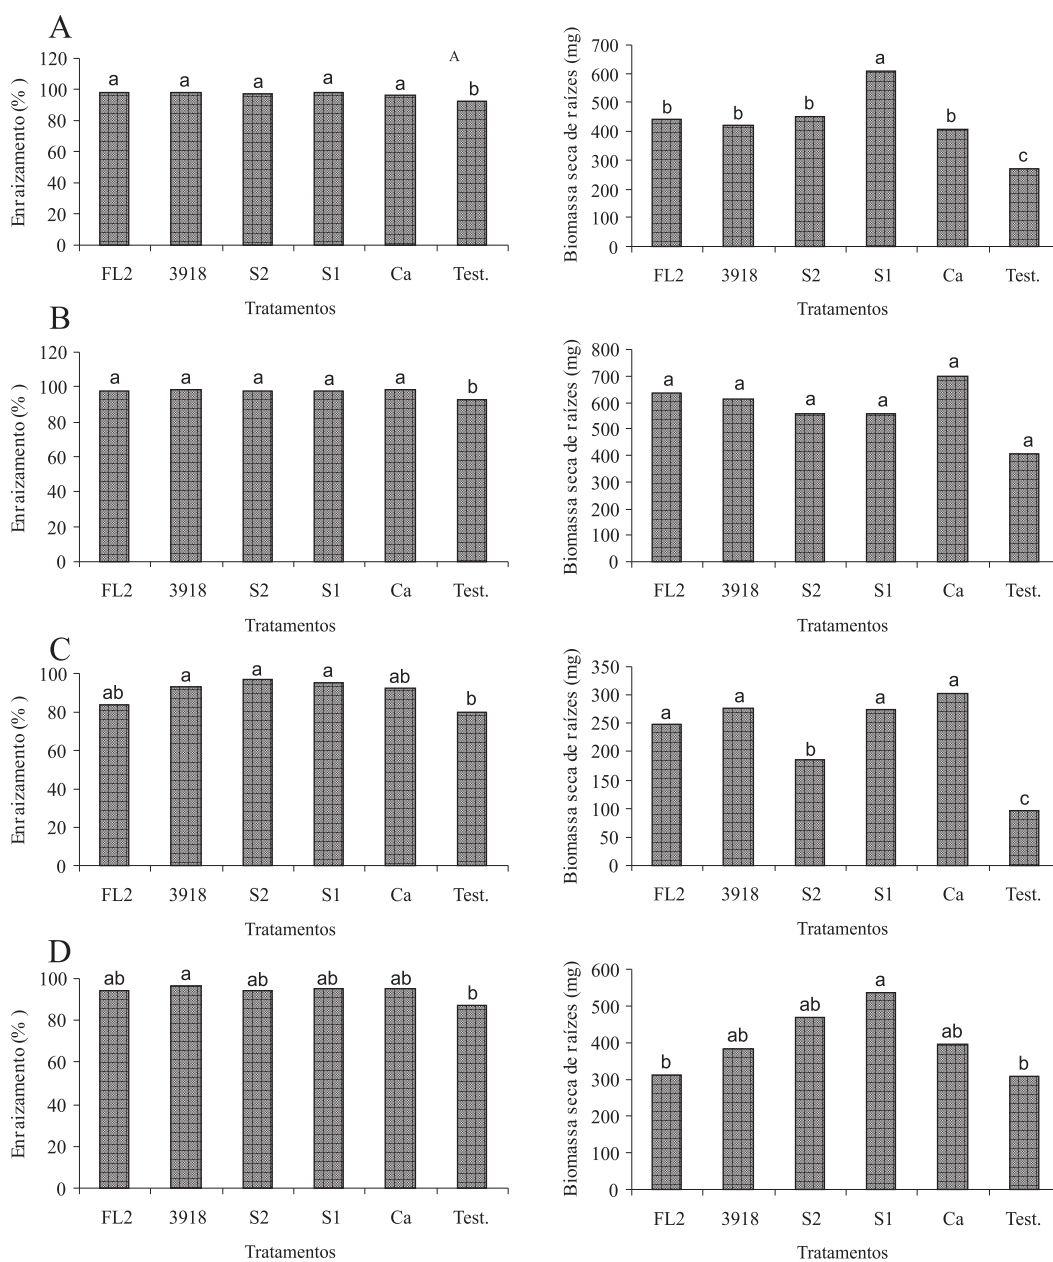 A
Enraizamento (% )
120
100
80
60
40
20
0
a
a
a
a
a
b
A
FL2 3918 S2 S1 Ca Test.
Tratamentos
Biomassa seca de raízes (mg)
700
600
500
400
300
200
100
0
b
b
b
a
b
c
FL2 3918 S2 S1 Ca Test.
Tratamentos
B
Enraizamento (% )
120
100
80
60
40
20
0
a
a
a
a
a
b
FL2 3918 S2 S1 Ca Test.
Tratamentos
Biomassa seca de raízes (mg)
800
700
600
500
400
300
200
100
0
a
a
a
a
a
a
FL2 3918 S2 S1 Ca Test.
Tratamentos
C
Enraizamento (% )
100
80
60
40
20
0
ab
a
a
a
ab
b
FL2 3918 S2 S1 Ca Test.
Tratamentos
Biomassa seca de raízes (mg)
350
300
250
200
150
100
50
0
a
a
b
a
a
c
FL2 3918 S2 S1 Ca Test.
Tratamentos
D
Enraizamento (% )
100
80
60
40
20
0
ab
a
ab
ab
ab
b
FL2 3918 S2 S1 Ca Test.
Tratamentos
Biomassa seca de raízes (mg)
600
500
400
300
200
100
0
b
ab
ab
a
ab
b
FL2 3918 S2 S1 Ca Test.
Tratamentos